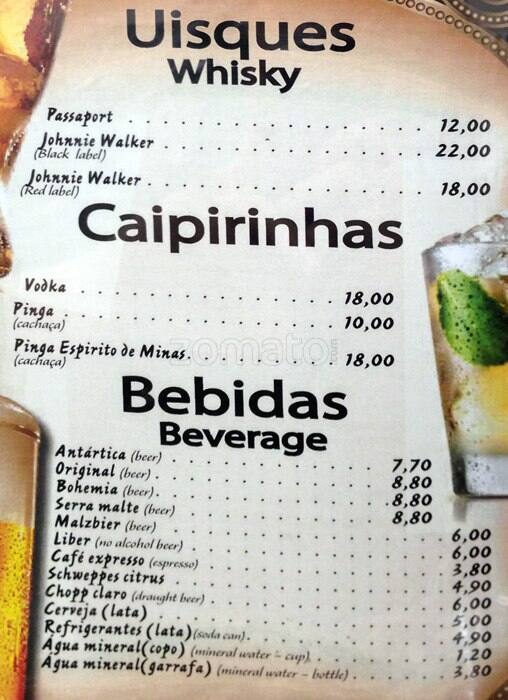 Uisques
Whisky
Passaport . . . . . . . . . . . . . . . . . . 12,00
Johnnie Walker . . . . . . . . . . . . . . . 22,00
(Black label)
Johnnie Walker . . . . . . . . . . . . . . . 18,00
(Red label)
Caipirinhas
Vodka . . . . . . . . . . . . . . . . 18,00
Pinga . . . . . . . . . . . . . . . . 10,00
(cachaça)
Pinga Espirito de Minas. . . . . . . . . . 18,00
(cachaça)
zomato.com
Bebidas
Beverage
Antártica (beer) . . . . . . . . . . . . 7,70
Original (beer) . . . . . . . . . . . . 8,80
Bohemia (beer). . . . . . . . . . . . . 8,80
Serra malte (beer) . . . . . . . . . . . 8,80
Malzbier (beer) . . . . . . . . . . . . 6,00
Liber (no alcohol beer) . . . . . . . . . . 6,00
Café expresso (espresso) . . . . . . . . . . 3,80
Schweppes citrus . . . . . . . . . . . . 4,90
Chopp claro (draught beer) . . . . . . . . . 6,00
Cerveja (lata) . . . . . . . . . . . . . 5,00
Refrigerantes (lata)(soda can). . . . . . . . 4,90
Água mineral(copo) (mineral water - cup). . . . . 1,20
Água mineral(garrafa) (mineral water - bottle) . . . . 3,80